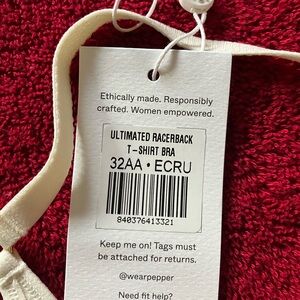 Ethically made. Responsibly
crafted. Women empowered.
ULTIMATED RACERBACK
T-SHIRT BRA
32AA • ECRU
840376413321
Keep me on! Tags must
be attached for returns.
@wearpepper
Need fit help?